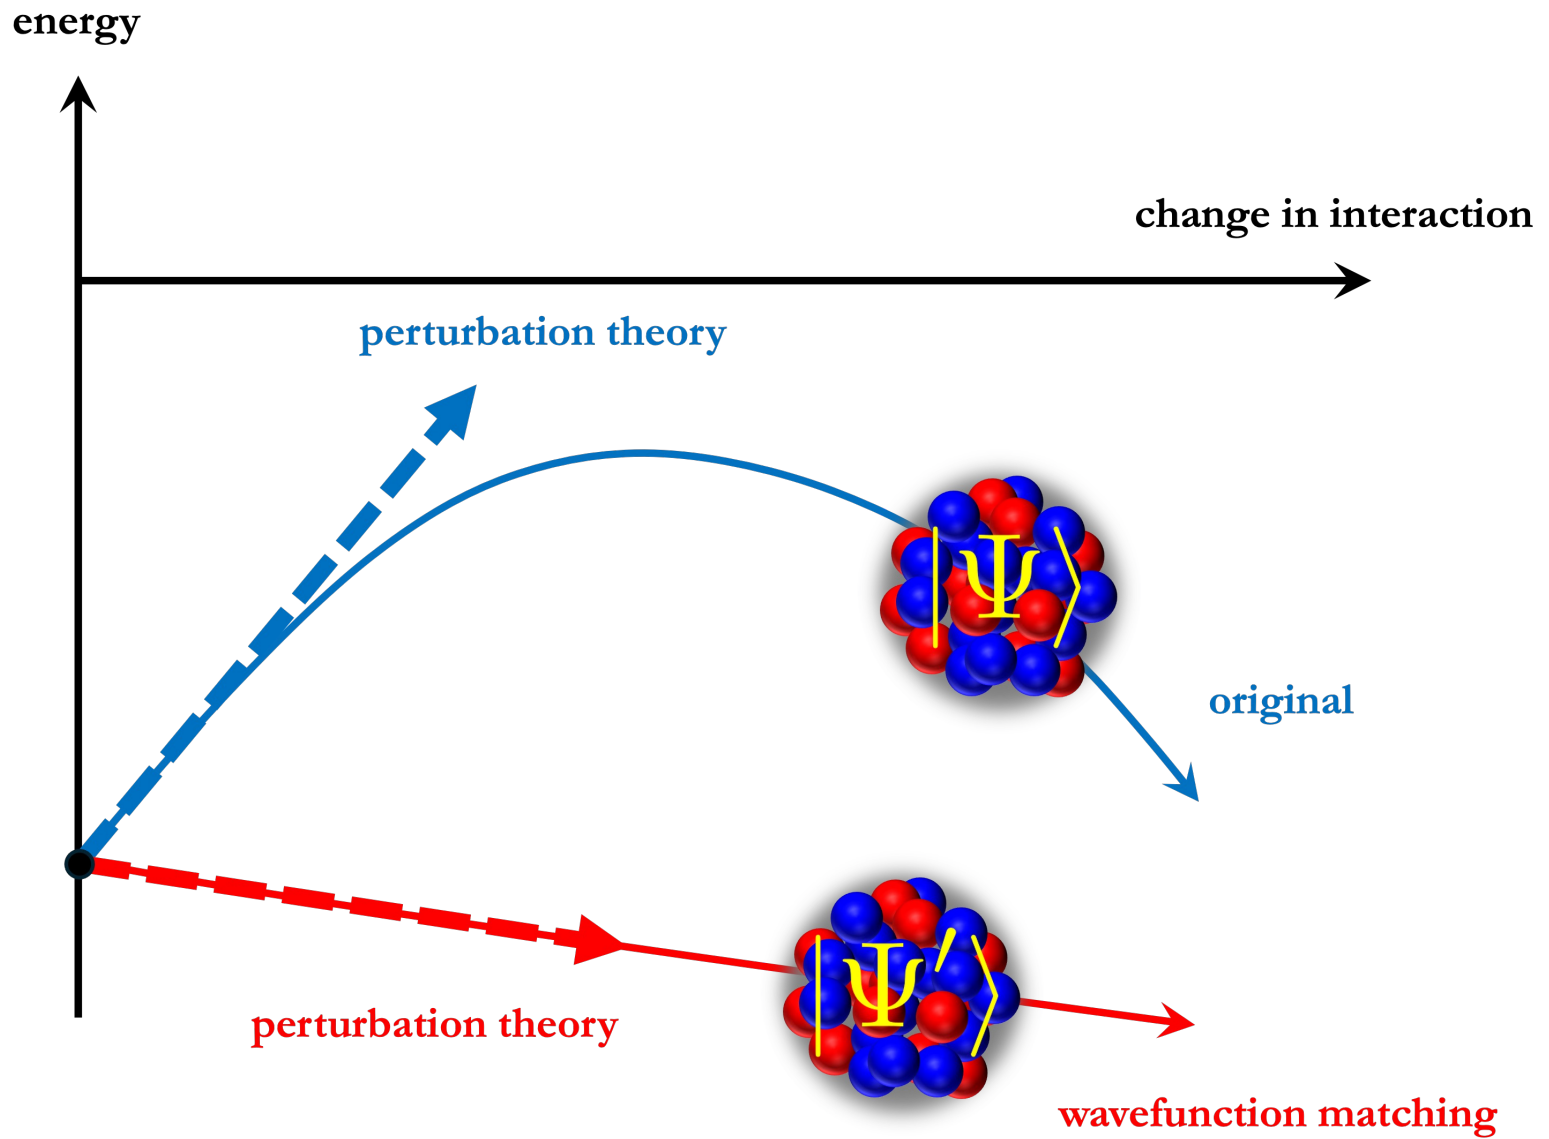 energy
change in interaction
perturbation theory
|Ψ⟩
original
|Ψ′⟩
perturbation theory
wavefunction matching